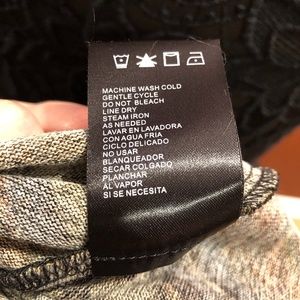 MACHINE WASH COLD
GENTLE CYCLE
DO NOT BLEACH
LINE DRY
STEAM IRON
AS NEEDED
LAVAR EN LAVADORA
CON AGUA FRIA
CICLO DELICADO
NO USAR
BLANQUEADOR
SECAR COLGADO
PLANCHAR
AL VAPOR
SI SE NECESITA